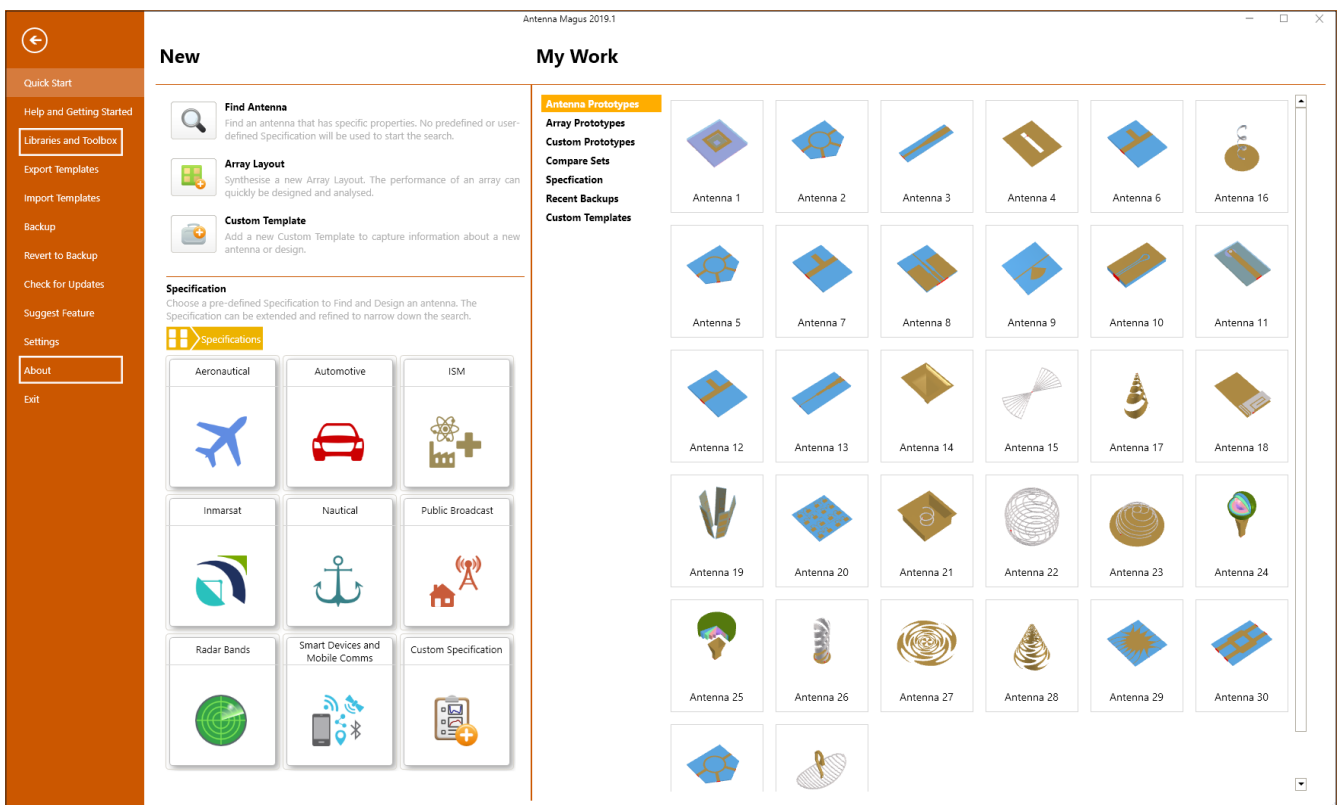 Antenna Magus 2019.1
Quick Start
Help and Getting Started
Libraries and Toolbox
Export Templates
Import Templates
Backup
Revert to Backup
Check for Updates
Suggest Feature
Settings
About
Exit
New
Find Antenna
Find an antenna that has specific properties. No predefined or user-
defined Specification will be used to start the search.
Array Layout
Synthesise a new Array Layout. The performance of an array can
quickly be designed and analysed.
Custom Template
Add a new Custom Template to capture information about a new
antenna or design.
Specification
Choose a pre-defined Specification to Find and Design an antenna. The
Specification can be extended and refined to narrow down the search.
Specifications
Aeronautical
Automotive
ISM
Inmarsat
Nautical
Public Broadcast
Radar Bands
Smart Devices and
Mobile Comms
Custom Specification
My Work
Antenna Prototypes
Array Prototypes
Custom Prototypes
Compare Sets
Specfication
Recent Backups
Custom Templates
Antenna 1
Antenna 2
Antenna 3
Antenna 4
Antenna 6
Antenna 16
Antenna 5
Antenna 7
Antenna 8
Antenna 9
Antenna 10
Antenna 11
Antenna 12
Antenna 13
Antenna 14
Antenna 15
Antenna 17
Antenna 18
Antenna 19
Antenna 20
Antenna 21
Antenna 22
Antenna 23
Antenna 24
Antenna 25
Antenna 26
Antenna 27
Antenna 28
Antenna 29
Antenna 30